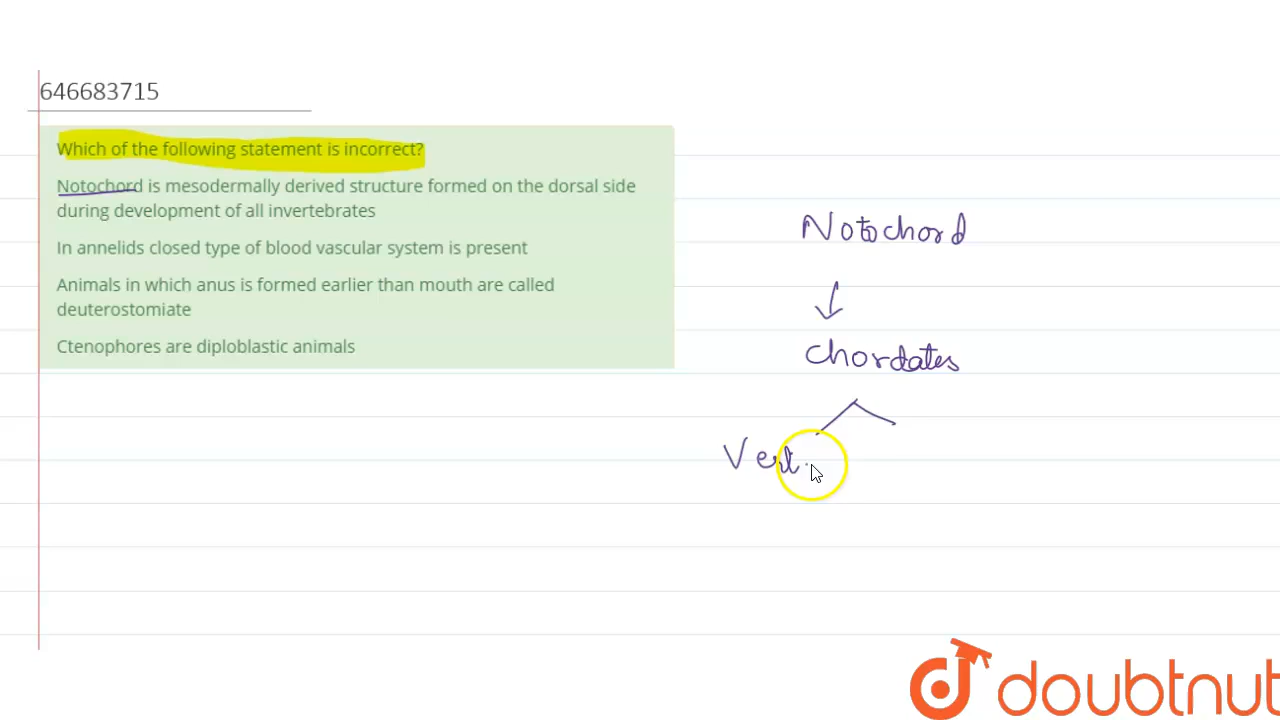 646683715
Which of the following statement is incorrect?
Notochord is mesodermally derived structure formed on the dorsal side
during development of all invertebrates
In annelids closed type of blood vascular system is present
Animals in which anus is formed earlier than mouth are called
deuterostomiate
Ctenophores are diploblastic animals
Notochord
Chordates
Vert.
doubtnut